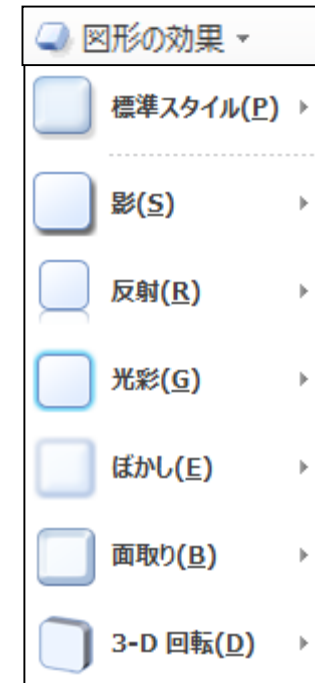 図形の効果
標準スタイル(P)
影(S)
反射(R)
光彩(G)
ぼかし(E)
面取り(B)
3-D 回転(D)